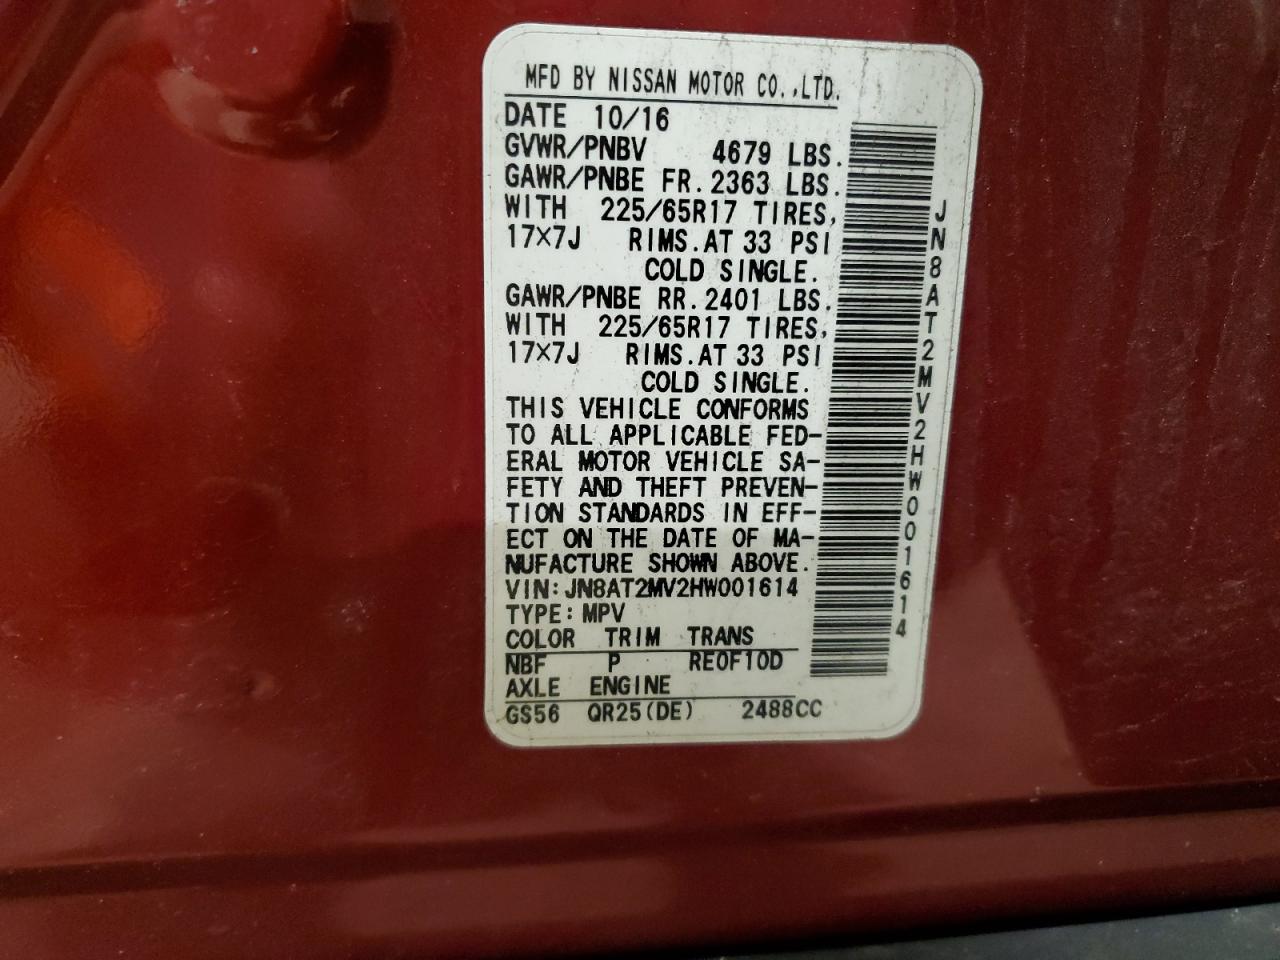 MFD BY NISSAN MOTOR CO.,LTD.
DATE 10/16
GVWR/PNBV 4679 LBS.
GAWR/PNBE FR. 2363 LBS.
WITH 225/65R17 TIRES,
17×7J RIMS. AT 33 PSI
COLD SINGLE.
GAWR/PNBE RR. 2401 LBS.
WITH 225/65R17 TIRES,
17×7J RIMS. AT 33 PSI
COLD SINGLE.
THIS VEHICLE CONFORMS
TO ALL APPLICABLE FED-
ERAL MOTOR VEHICLE SA-
FETY AND THEFT PREVEN-
TION STANDARDS IN EFF-
ECT ON THE DATE OF MA-
NUFACTURE SHOWN ABOVE.
VIN: JN8AT2MV2HW001614
TYPE: MPV
COLOR TRIM TRANS
NBF P RE0F10D
AXLE ENGINE
GS56 QR25(DE) 2488CC
JN8AT2MV2HW001614